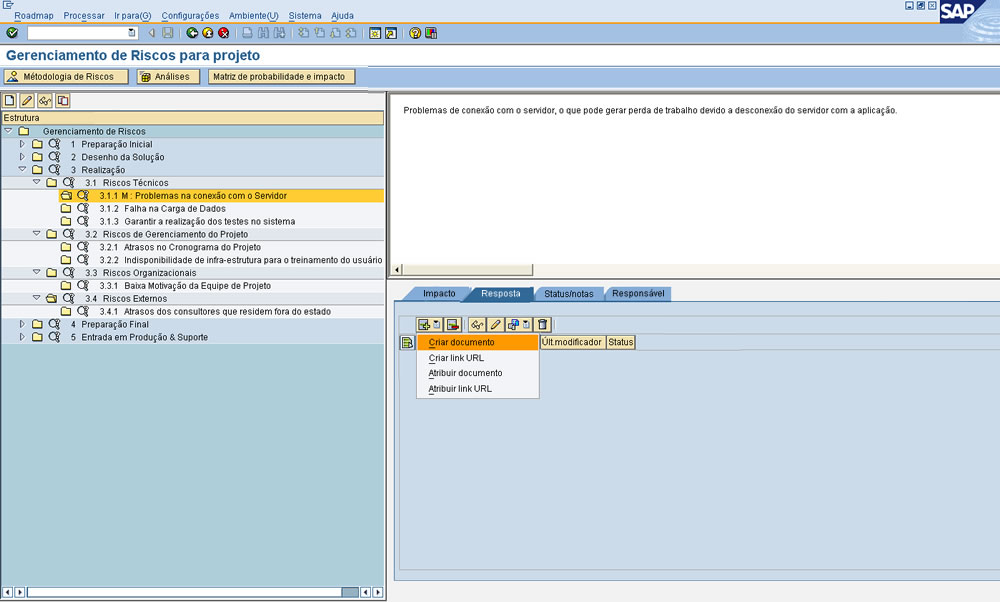 Roadmap Processar Ir para(G) Configurações Ambiente(U) Sistema Ajuda
SAP
Gerenciamento de Riscos para projeto
Métodologia de Riscos Análises Matriz de probabilidade e impacto
Estrutura
Gerenciamento de Riscos
1 Preparação Inicial
2 Desenho da Solução
3 Realização
3.1 Riscos Técnicos
3.1.1 M : Problemas na conexão com o Servidor
3.1.2 Falha na Carga de Dados
3.1.3 Garantir a realização dos testes no sistema
3.2 Riscos de Gerenciamento do Projeto
3.2.1 Atrasos no Cronograma do Projeto
3.2.2 Indisponibilidade de infra-estrutura para o treinamento do usuário
3.3 Riscos Organizacionais
3.3.1 Baixa Motivação da Equipe de Projeto
3.4 Riscos Externos
3.4.1 Atrasos dos consultores que residem fora do estado
4 Preparação Final
5 Entrada em Produção & Suporte
Problemas de conexão com o servidor, o que pode gerar perda de trabalho devido a desconexão do servidor com a aplicação.
Impacto Resposta Status/notas Responsável
Criar documento Últ.modificador Status
Criar link URL
Atribuir documento
Atribuir link URL